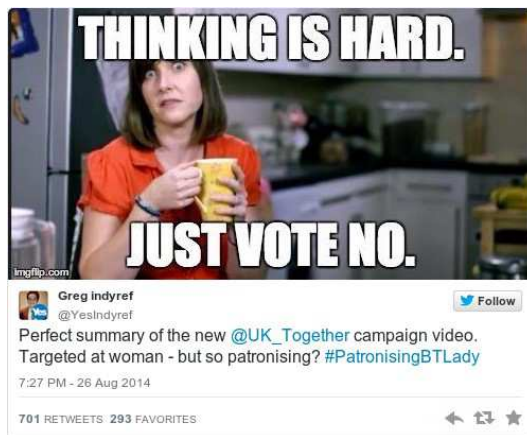 THINKING IS HARD.
JUST VOTE NO.
imgflip.com
Yes
Greg indyref
@YesIndyref
Follow
Perfect summary of the new @UK_Together campaign video.
Targeted at woman - but so patronising? #PatronisingBTLady
7:27 PM - 26 Aug 2014
701 RETWEETS 293 FAVORITES